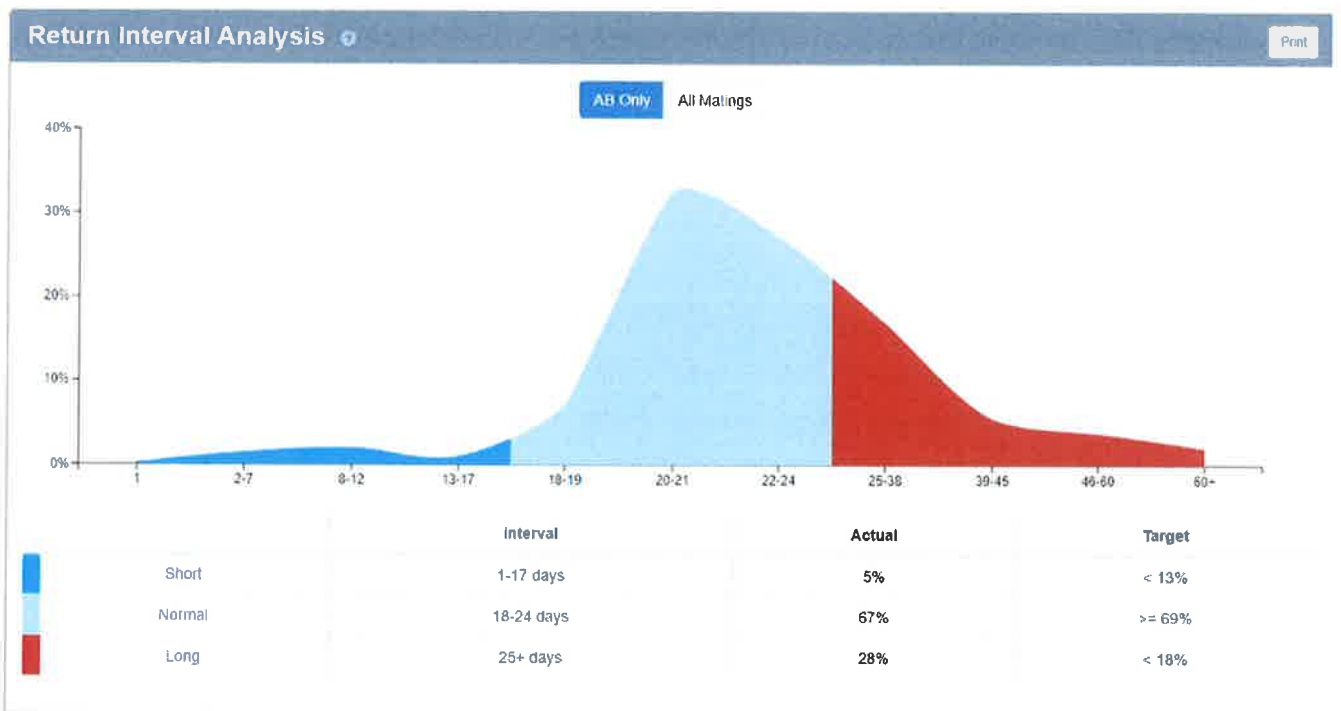 Return Interval Analysis
Print
AB Only All Matings
40%
30%
20%
10%
0%
1 2-7 8-12 13-17 18-19 20-21 22-24 25-38 39-45 46-60 60+
Interval Actual Target
Short 1-17 days 5% < 13%
Normal 18-24 days 67% >= 69%
Long 25+ days 28% < 18%